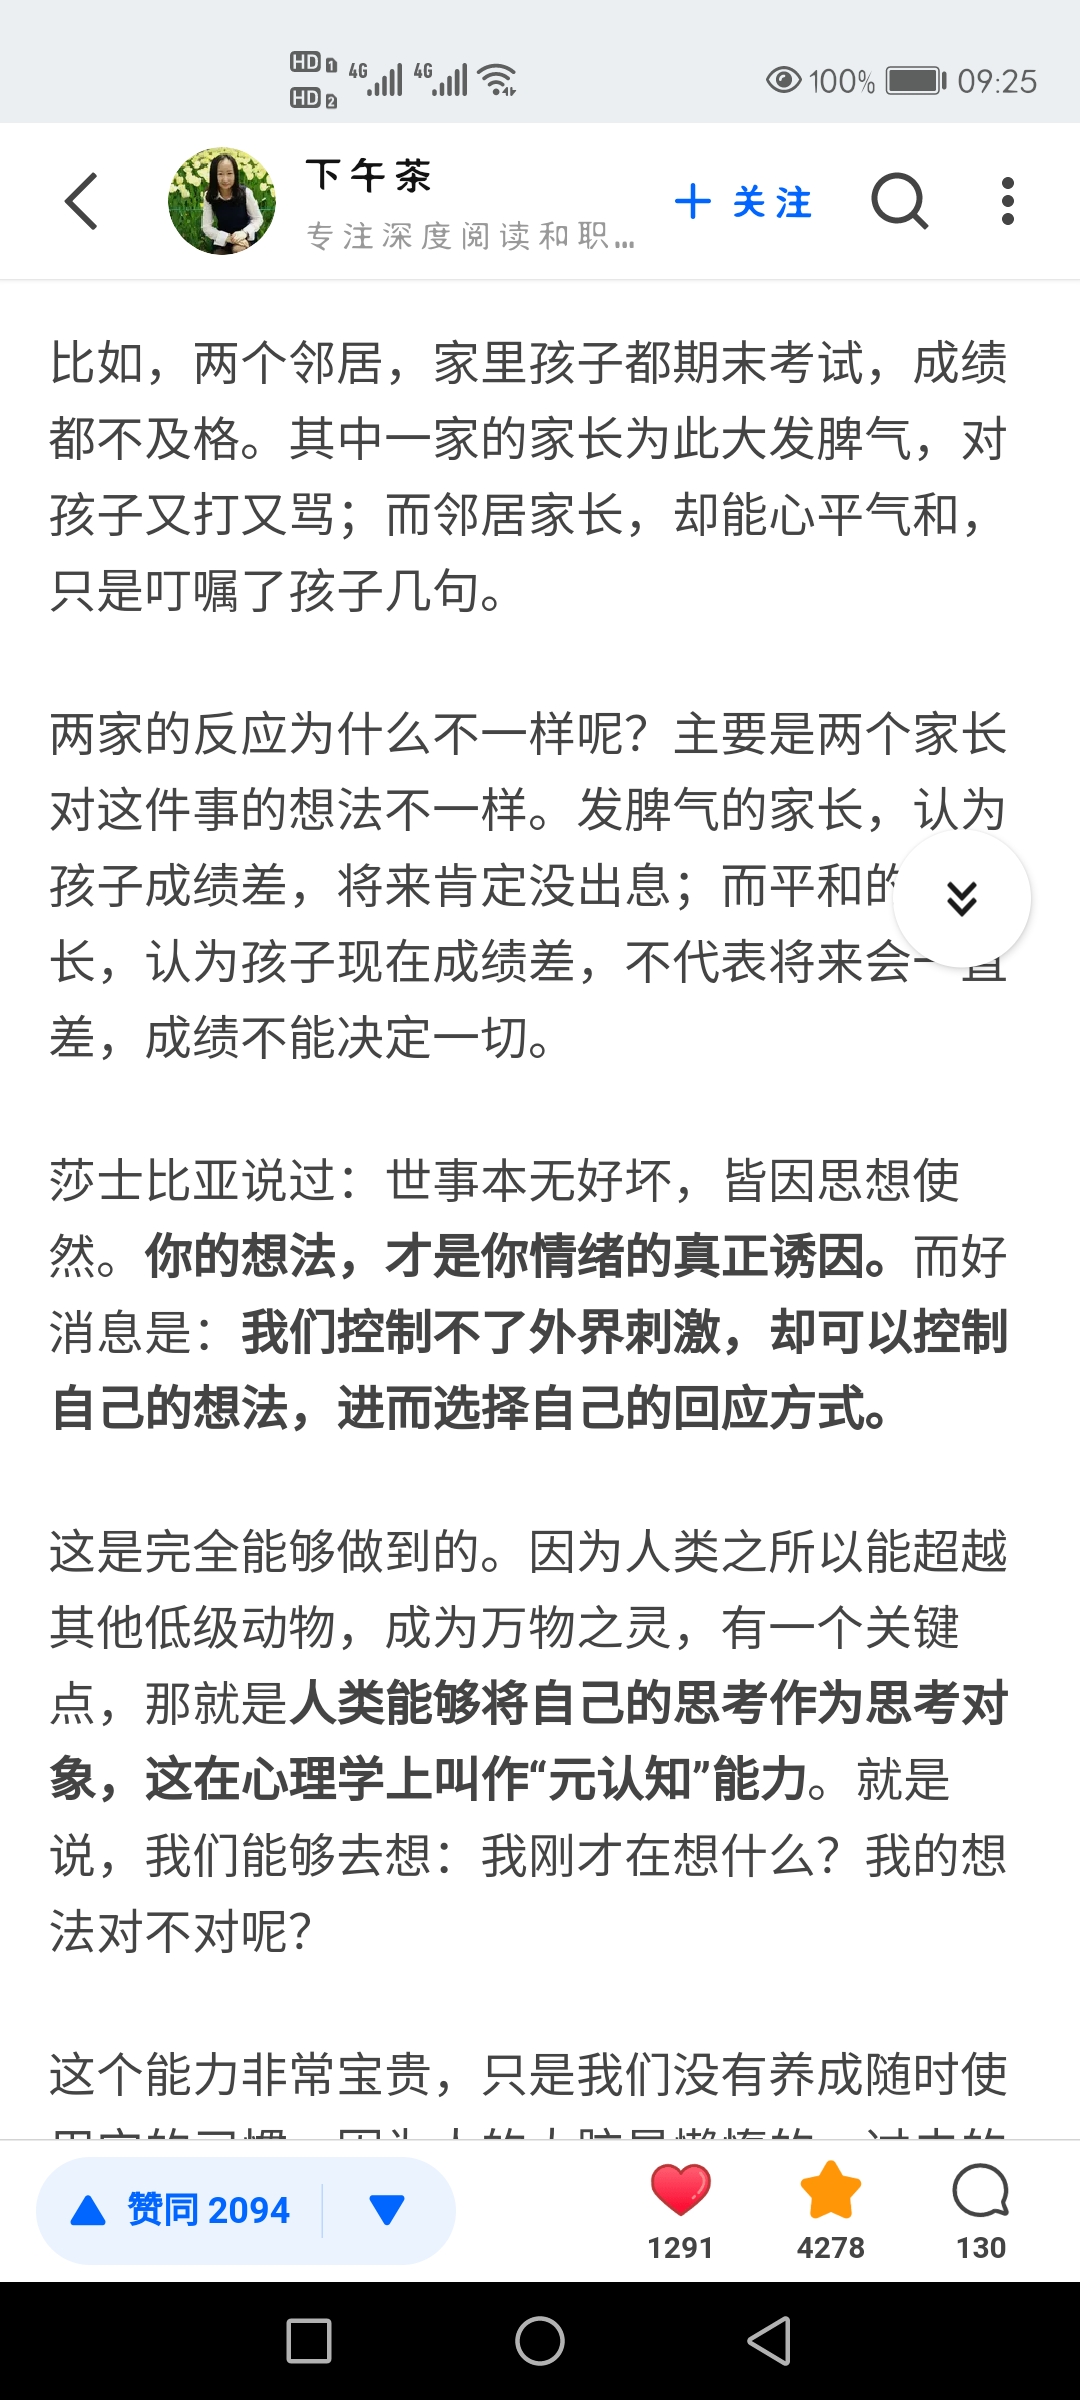 HD 1 4G 4G 100% 09:25
HD 2
下午茶
专注深度阅读和职...
+ 关注
比如，两个邻居，家里孩子都期末考试，成绩
都不及格。其中一家的家长为此大发脾气，对
孩子又打又骂；而邻居家长，却能心平气和，
只是叮嘱了孩子几句。
两家的反应为什么不一样呢？主要是两个家长
对这件事的想法不一样。发脾气的家长，认为
孩子成绩差，将来肯定没出息；而平和的
长，认为孩子现在成绩差，不代表将来会一直
差，成绩不能决定一切。
莎士比亚说过：世事本无好坏，皆因思想使
然。你的想法，才是你情绪的真正诱因。而好
消息是：我们控制不了外界刺激，却可以控制
自己的想法，进而选择自己的回应方式。
这是完全能够做到的。因为人类之所以能超越
其他低级动物，成为万物之灵，有一个关键
点，那就是人类能够将自己的思考作为思考对
象，这在心理学上叫作“元认知”能力。就是
说，我们能够去想：我刚才在想什么？我的想
法对不对呢？
这个能力非常宝贵，只是我们没有养成随时使
赞同 2094
1291
4278
130